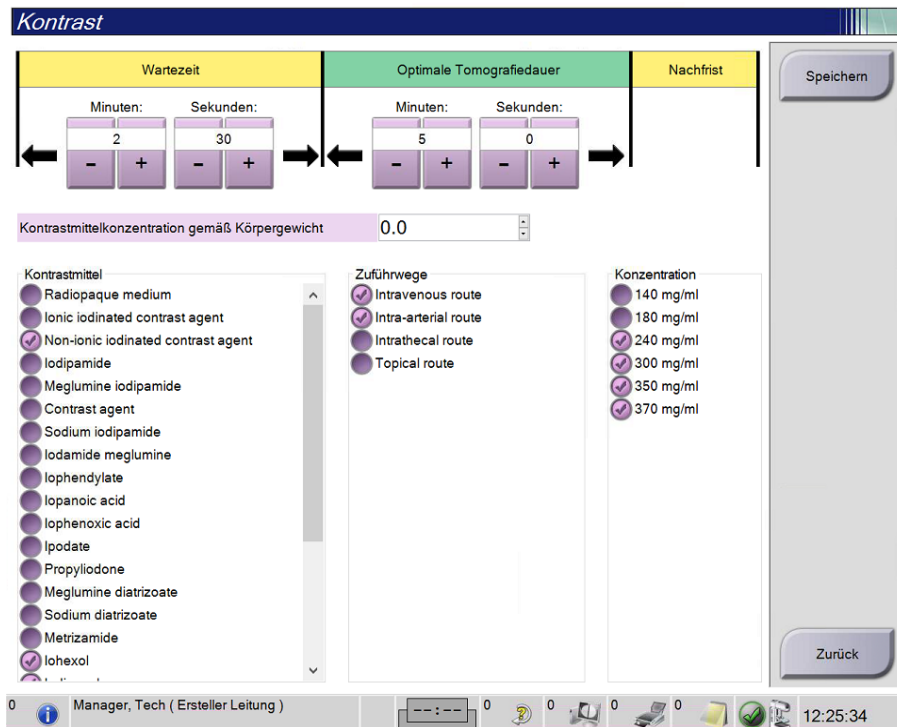 Kontrast
Wartezeit
Optimale Tomografiedauer
Nachfrist
Speichern
Minuten: Sekunden:
Minuten: Sekunden:
2 30
5 0
- + - +
- + - +
Kontrastmittelkonzentration gemäß Körpergewicht 0.0
Kontrastmittel
Radiopaque medium
Ionic iodinated contrast agent
Non-ionic iodinated contrast agent
Iodipamide
Meglumine iodipamide
Contrast agent
Sodium iodipamide
Iodamide meglumine
Iophendylate
Iopanoic acid
Iophenoxic acid
Ipodate
Propyliodone
Meglumine diatrizoate
Sodium diatrizoate
Metrizamide
Iohexol
Zuführwege
Intravenous route
Intra-arterial route
Intrathecal route
Topical route
Konzentration
140 mg/ml
180 mg/ml
240 mg/ml
300 mg/ml
350 mg/ml
370 mg/ml
Zurück
0 Manager, Tech ( Ersteller Leitung ) --:-- 0 0 0 0 12:25:34